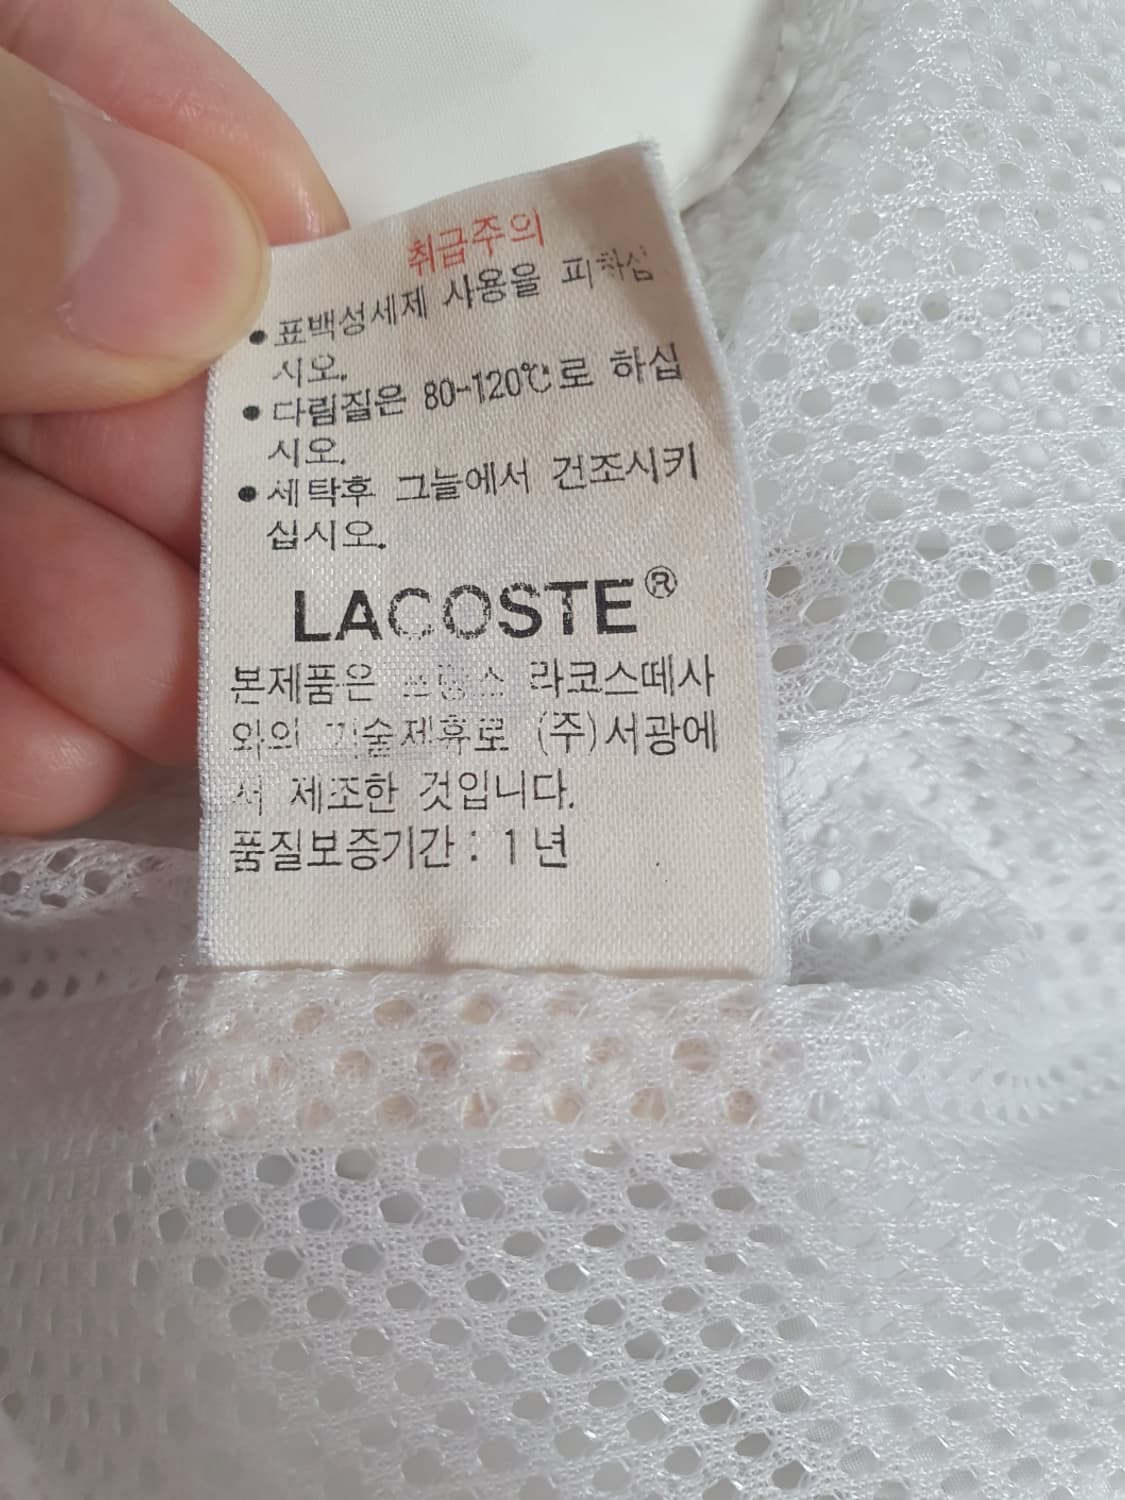 취급주의
• 표백성세제 사용을 피하십
시오.
• 다림질은 80-120℃로 하십
시오.
• 세탁후 그늘에서 건조시키
십시오.
LACOSTE®
본제품은 프랑스 라코스떼사
와의 기술제휴로 (주)서광에
서 제조한 것입니다.
품질보증기간 : 1년